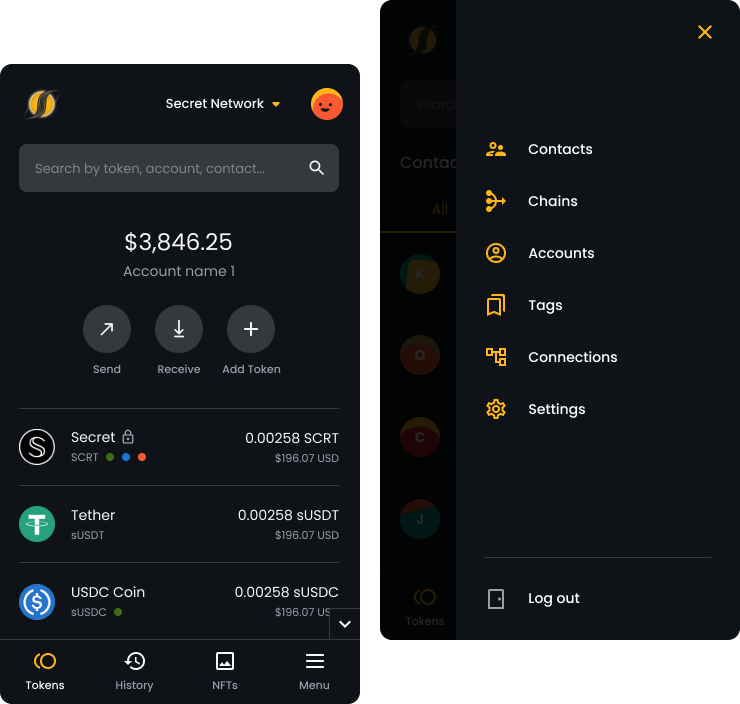 Secret Network
Search by token, account, contact...
$3,846.25
Account name 1
Send
Receive
Add Token
Secret
0.00258 SCRT
SCRT
$196.07 USD
Tether
0.00258 sUSDT
sUSDT
$196.07 USD
USDC Coin
0.00258 sUSDC
sUSDC
$196.07 US
Tokens
History
NFTs
Menu
Search
Contac
All
K
O
C
J
Tokens
Contacts
Chains
Accounts
Tags
Connections
Settings
Log out